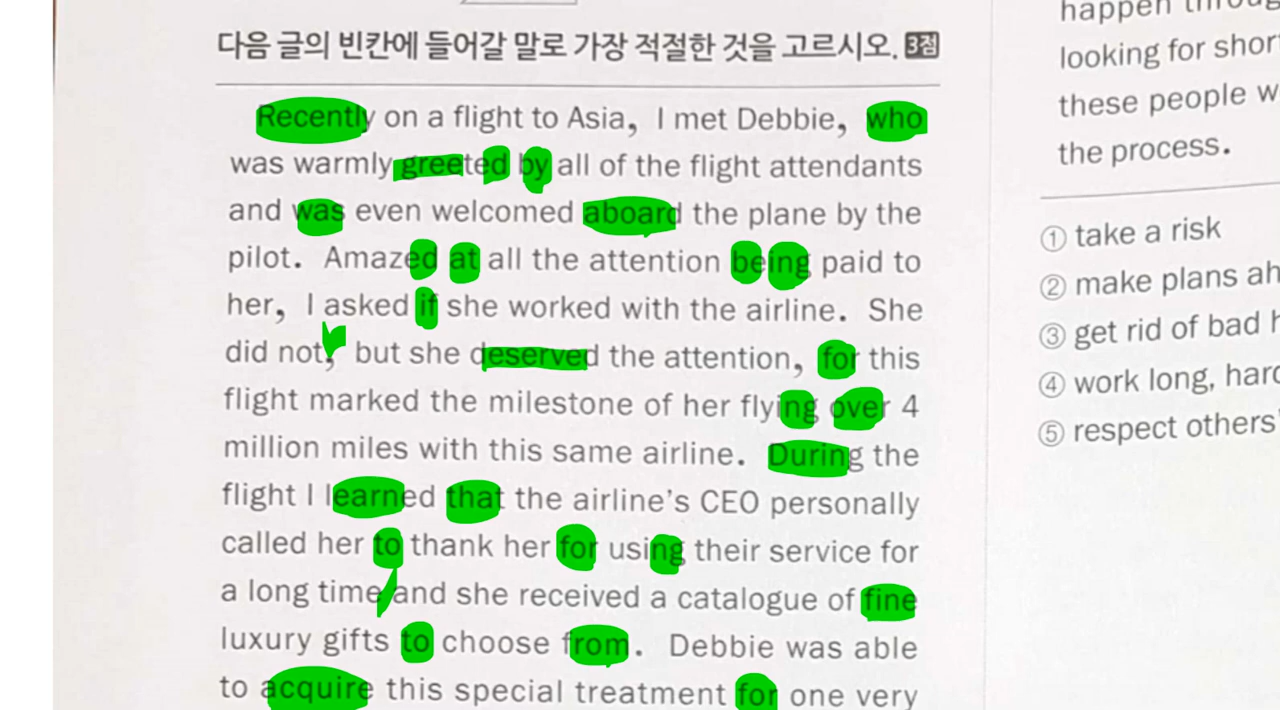 다음 글의 빈칸에 들어갈 말로 가장 적절한 것을 고르시오. 3점
Recently on a flight to Asia, I met Debbie, who
was warmly greeted by all of the flight attendants
and was even welcomed aboard the plane by the
pilot. Amazed at all the attention being paid to
her, I asked if she worked with the airline. She
did not, but she deserved the attention, for this
flight marked the milestone of her flying over 4
million miles with this same airline. During the
flight I learned that the airline's CEO personally
called her to thank her for using their service for
a long time and she received a catalogue of fine
luxury gifts to choose from. Debbie was able
to acquire this special treatment for one very
happen
looking for
these people
the process.
① take a risk
② make plans
③ get rid of bad
④ work long,
⑤ respect others'